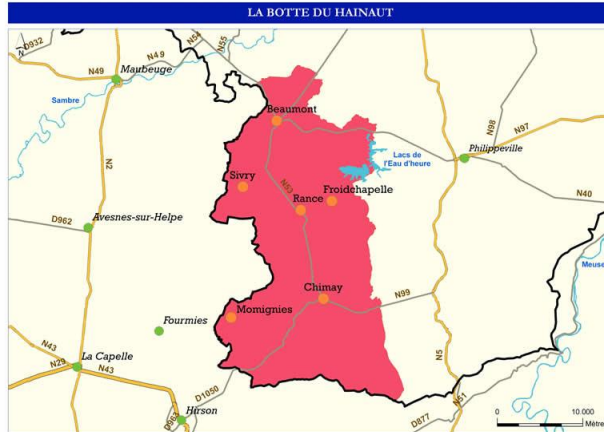 LA BOTTE DU HAINAUT
D932
N49
N49
Maubeuge
N54
N55
Sambre
Beaumont
N98
N97
Lacs de
l'Eau d'heure
Philippeville
N2
Sivry
N53
Froidchapelle
Rance
N40
D962
Avesnes-sur-Helpe
Meuse
Chimay
N99
Momignies
Fourmies
N43
La Capelle
N5
N29
N43
D1050
D963
Hirson
N51
D877
0
10.000
Mètre